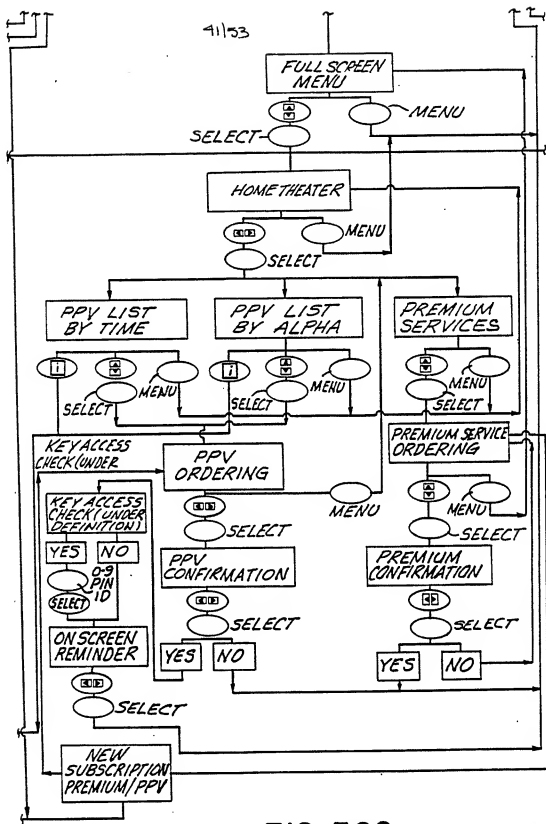 41/53
FULL SCREEN
MENU
MENU
SELECT
HOME THEATER
MENU
SELECT
PPV LIST
BY TIME
PPV LIST
BY ALPHA
PREMIUM
SERVICES
i
MENU
SELECT
i
MENU
SELECT
MENU
SELECT
KEY ACCESS
CHECK (UNDER
PPV
ORDERING
PREMIUM SERVICE
ORDERING
KEY ACCESS
CHECK (UNDER
DEFINITION)
MENU
MENU
SELECT
SELECT
YES
NO
0-9
PIN
ID
SELECT
PPV
CONFIRMATION
PREMIUM
CONFIRMATION
ON SCREEN
REMINDER
SELECT
SELECT
YES
NO
YES
NO
SELECT
NEW
SUBSCRIPTION
PREMIUM/PPV